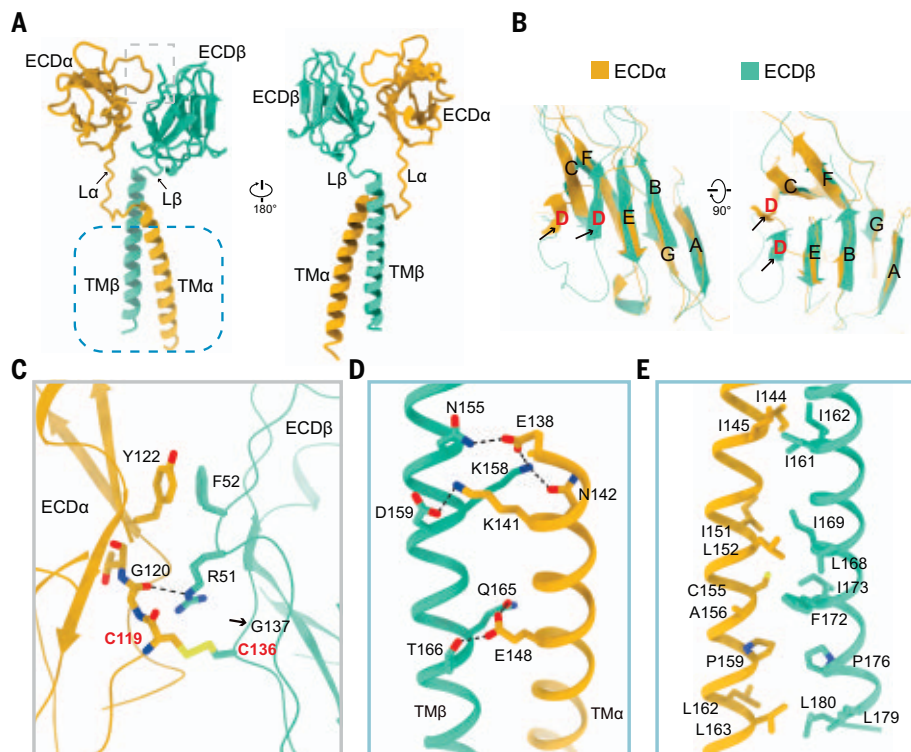 A
ECDα
ECDβ
ECDβ
ECDα
Lα
Lβ
Lβ
Lα
180°
TMβ
TMα
TMα
TMβ
B
ECDα
ECDβ
C
F
D
D
E
B
G
A
90°
C
F
D
D
E
B
G
A
C
ECDβ
Y122
F52
ECDα
G120
R51
G137
C119
C136
D
N155
E138
K158
N142
D159
K141
Q165
T166
E148
TMβ
TMα
E
I144
I145
I162
I161
I151
I169
L152
L168
C155
I173
A156
F172
P159
P176
L162
L180
L179
L163